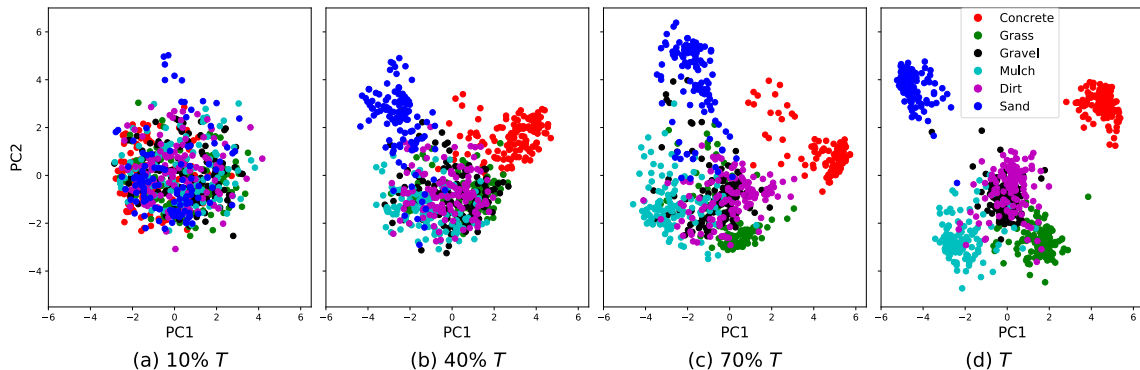 Concrete
Grass
Gravel
Mulch
Dirt
Sand
PC2
6
4
2
0
−2
−4
−6 −4 −2 0 2 4 6
−6 −4 −2 0 2 4 6
−6 −4 −2 0 2 4 6
−6 −4 −2 0 2 4 6
PC1 PC1 PC1 PC1
(a) 10% T (b) 40% T (c) 70% T (d) T